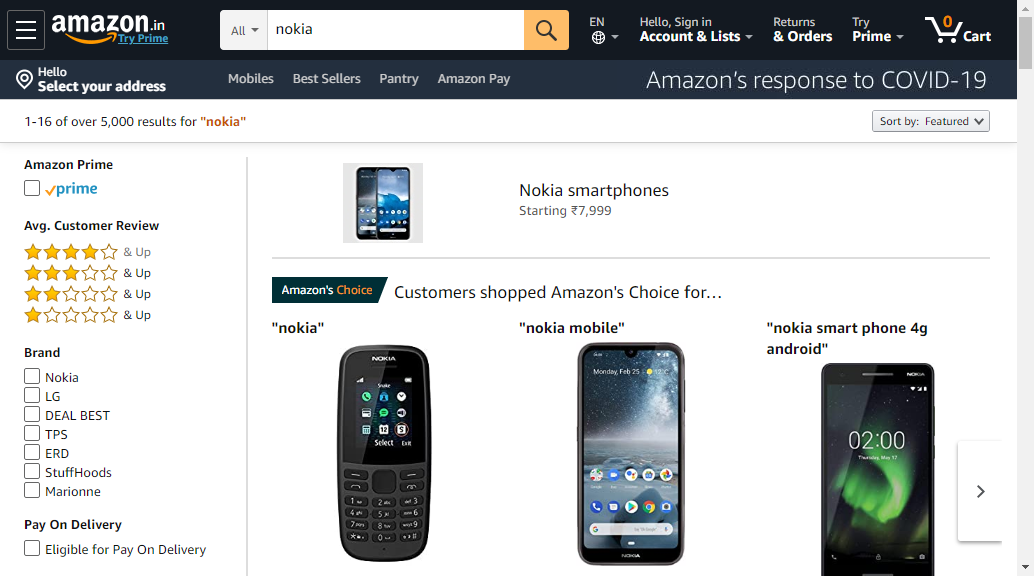 amazon.in
Try Prime
All
nokia
EN
Hello, Sign in
Account & Lists
Returns
& Orders
Try
Prime
0
Cart
Hello
Select your address
Mobiles
Best Sellers
Pantry
Amazon Pay
Amazon's response to COVID-19
1-16 of over 5,000 results for "nokia"
Sort by: Featured
Amazon Prime
prime
Avg. Customer Review
& Up
& Up
& Up
& Up
Brand
Nokia
LG
DEAL BEST
TPS
ERD
StuffHoods
Marionne
Pay On Delivery
Eligible for Pay On Delivery
Nokia smartphones
Starting ₹7,999
Amazon's Choice
Customers shopped Amazon's Choice for…
"nokia"
"nokia mobile"
"nokia smart phone 4g
android"
NOKIA
Snake
Select Exit
Monday, Feb 25
12°C
NOKIA
NOKIA
02:00
Thursday, May 17